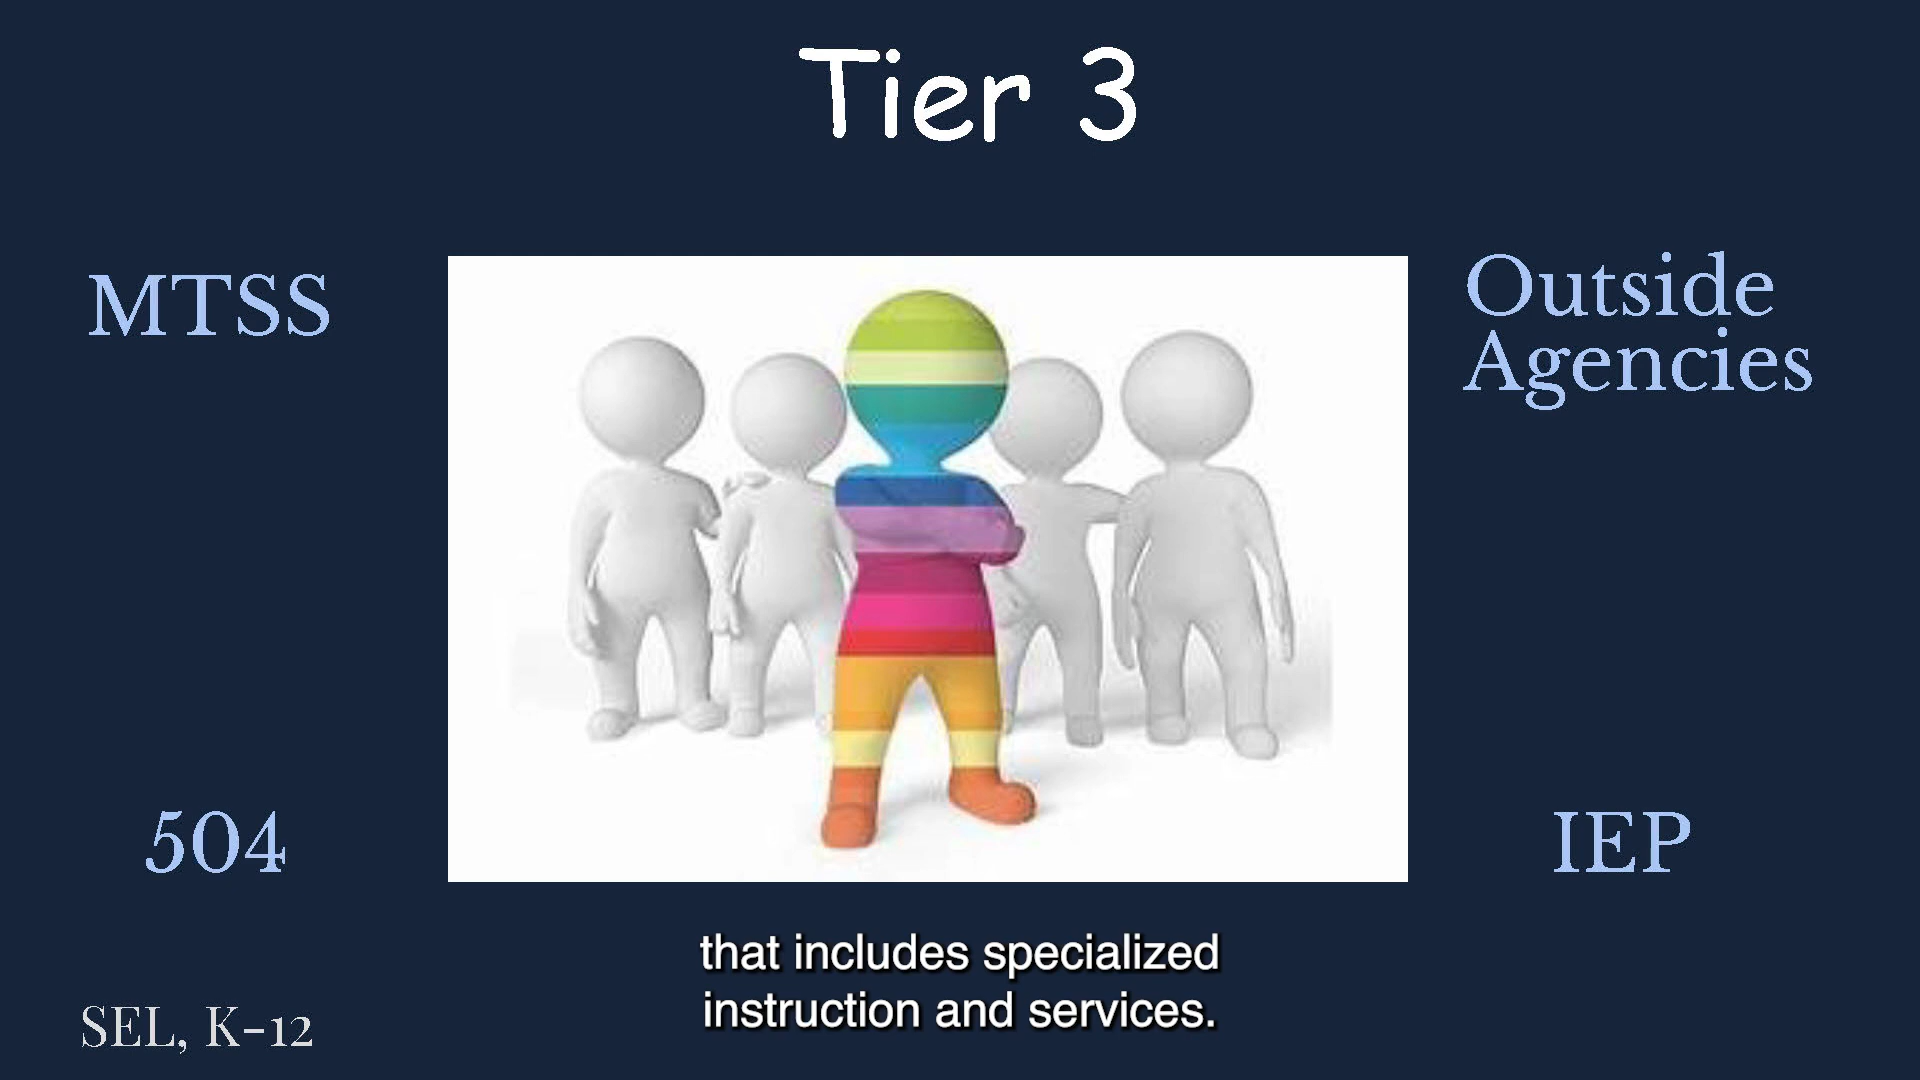 Tier 3
MTSS
Outside
Agencies
504
IEP
that includes specialized
instruction and services.
SEL, K-12